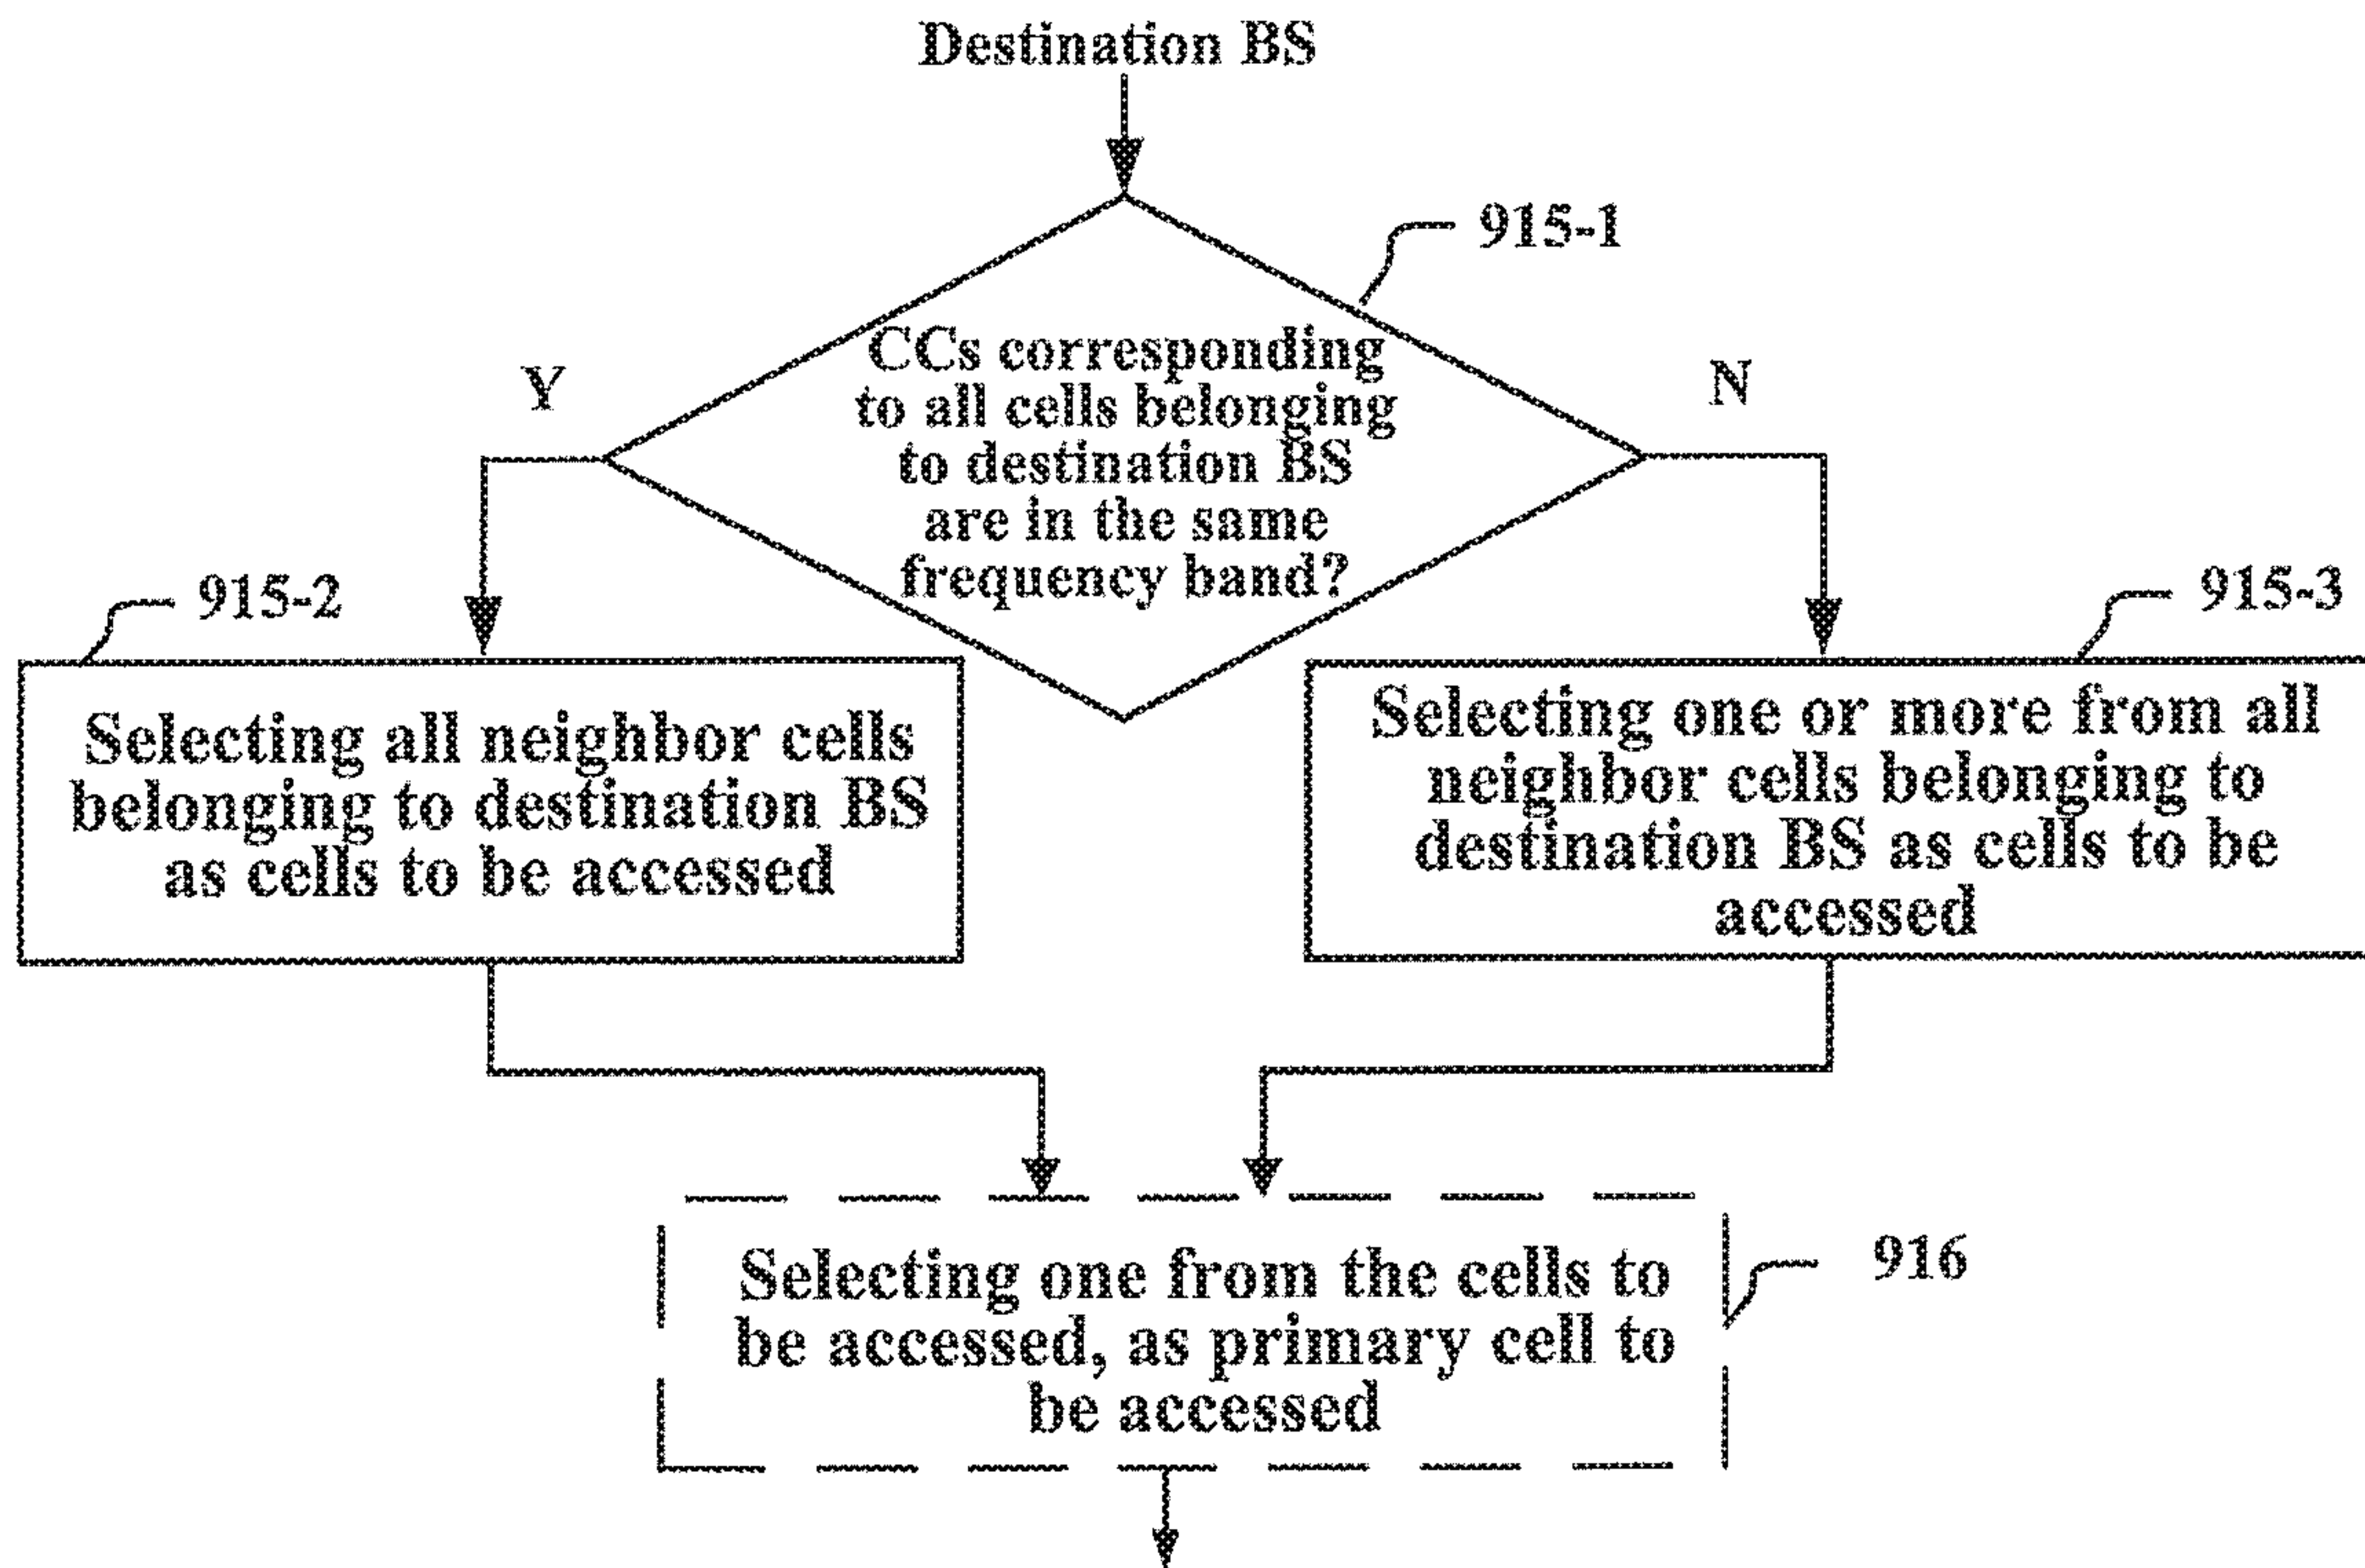 Destination BS
915-1
CCs corresponding
to all cells belonging
to destination BS
are in the same
frequency band?
Y
N
915-2
915-3
Selecting all neighbor cells
belonging to destination BS
as cells to be accessed
Selecting one or more from all
neighbor cells belonging to
destination BS as cells to be
accessed
Selecting one from the cells to
be accessed, as primary cell to
be accessed
916